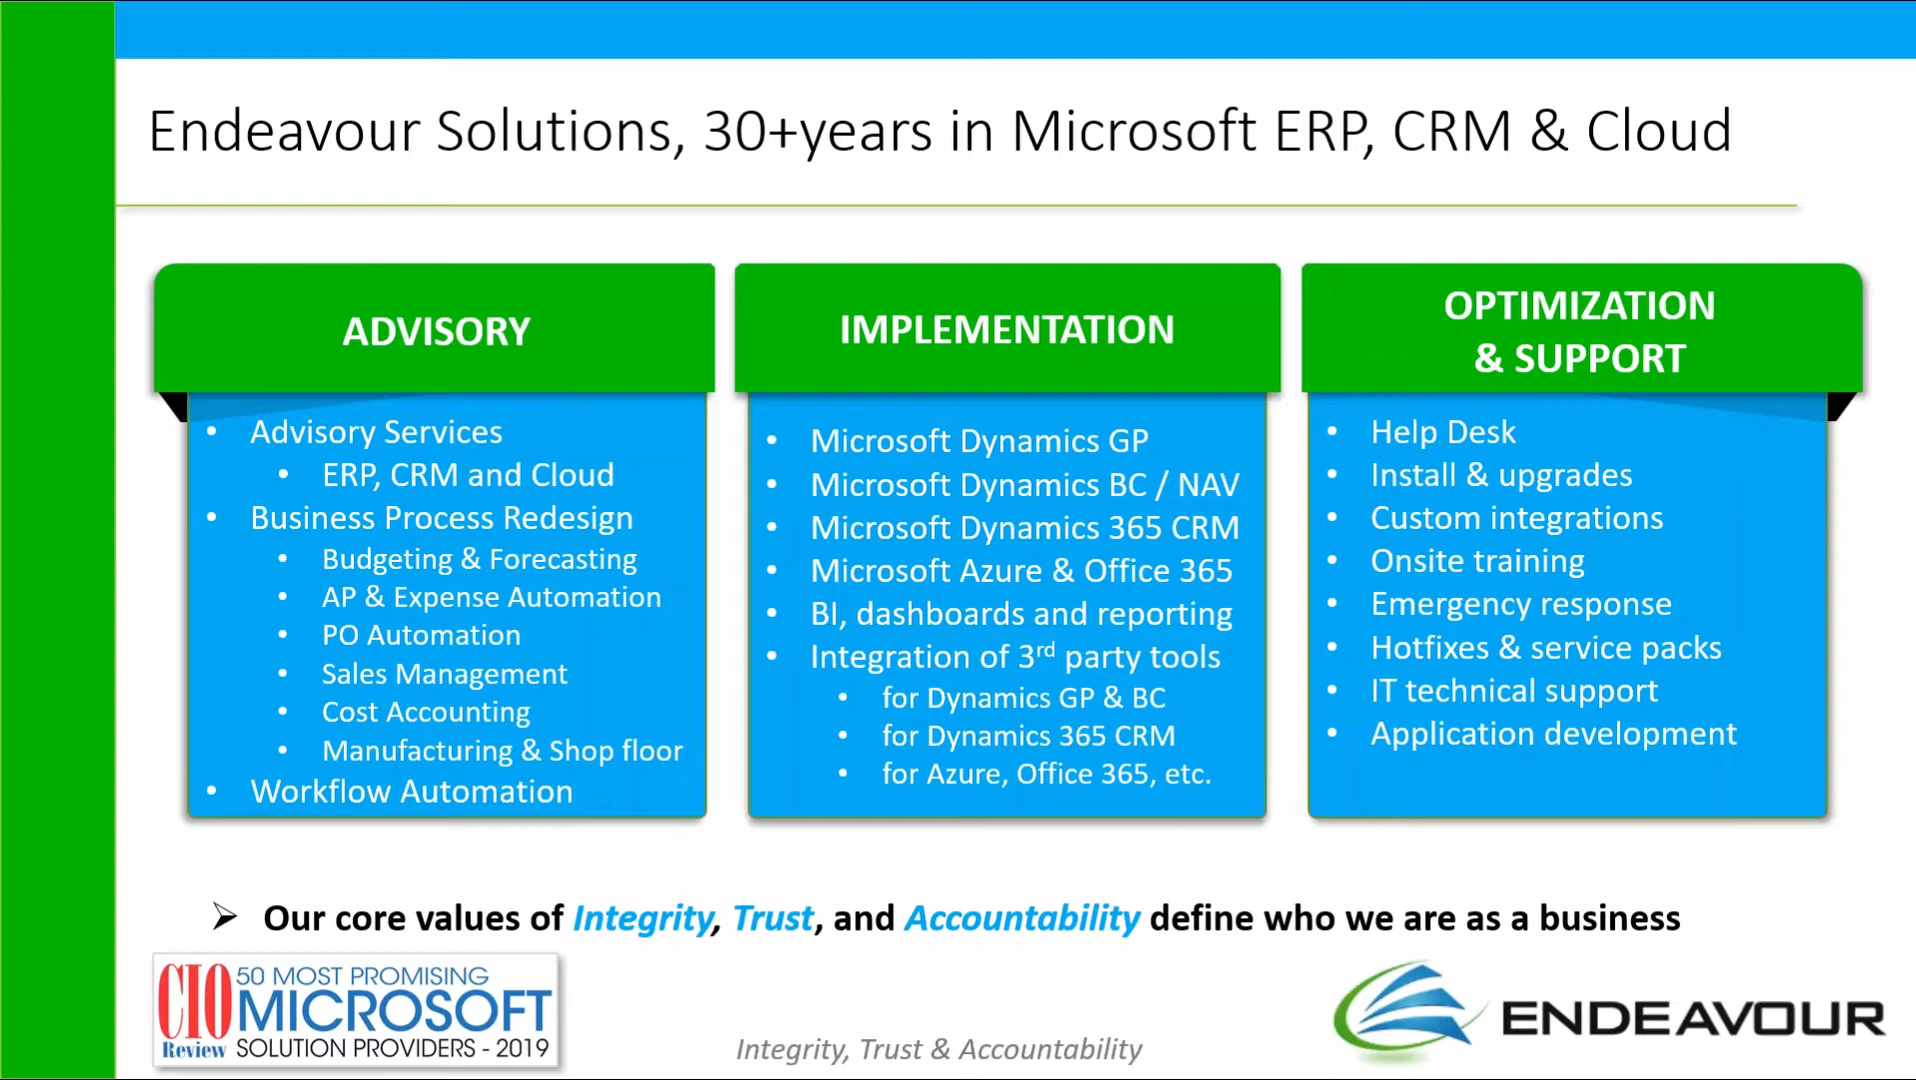 Endeavour Solutions, 30+years in Microsoft ERP, CRM & Cloud
ADVISORY
• Advisory Services
• ERP, CRM and Cloud
• Business Process Redesign
• Budgeting & Forecasting
• AP & Expense Automation
• PO Automation
• Sales Management
• Cost Accounting
• Manufacturing & Shop floor
• Workflow Automation
IMPLEMENTATION
• Microsoft Dynamics GP
• Microsoft Dynamics BC / NAV
• Microsoft Dynamics 365 CRM
• Microsoft Azure & Office 365
• BI, dashboards and reporting
• Integration of 3rd party tools
• for Dynamics GP & BC
• for Dynamics 365 CRM
• for Azure, Office 365, etc.
OPTIMIZATION
& SUPPORT
• Help Desk
• Install & upgrades
• Custom integrations
• Onsite training
• Emergency response
• Hotfixes & service packs
• IT technical support
• Application development
➢ Our core values of Integrity, Trust, and Accountability define who we are as a business
CIO
Review
50 MOST PROMISING
MICROSOFT
SOLUTION PROVIDERS - 2019
Integrity, Trust & Accountability
ENDEAVOUR